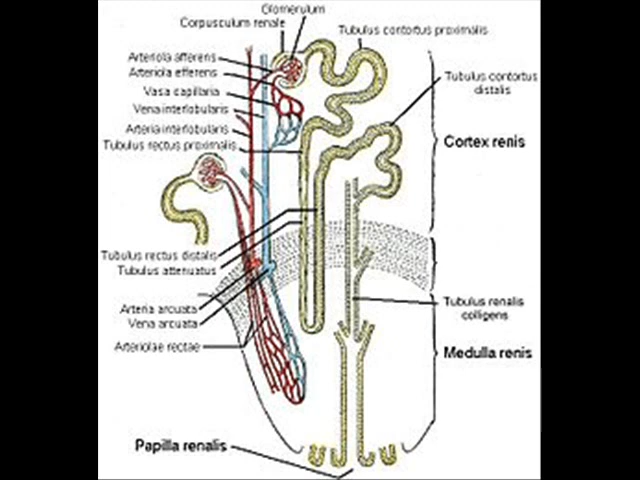 Glomerulum
Corpusculum renale
Tubulus contortus proximalis
Arteriola afferens
Arteriola efferens
Vasa capillaria
Vena interlobularis
Arteria interlobularis
Tubulus rectus proximalis
Tubulus contortus
distalis
Cortex renis
Tubulus rectus distalis
Tubulus attenuatus
Arteria arcuata
Vena arcuata
Arteriolae rectae
Tubulus renalis
colligens
Medulla renis
Papilla renalis